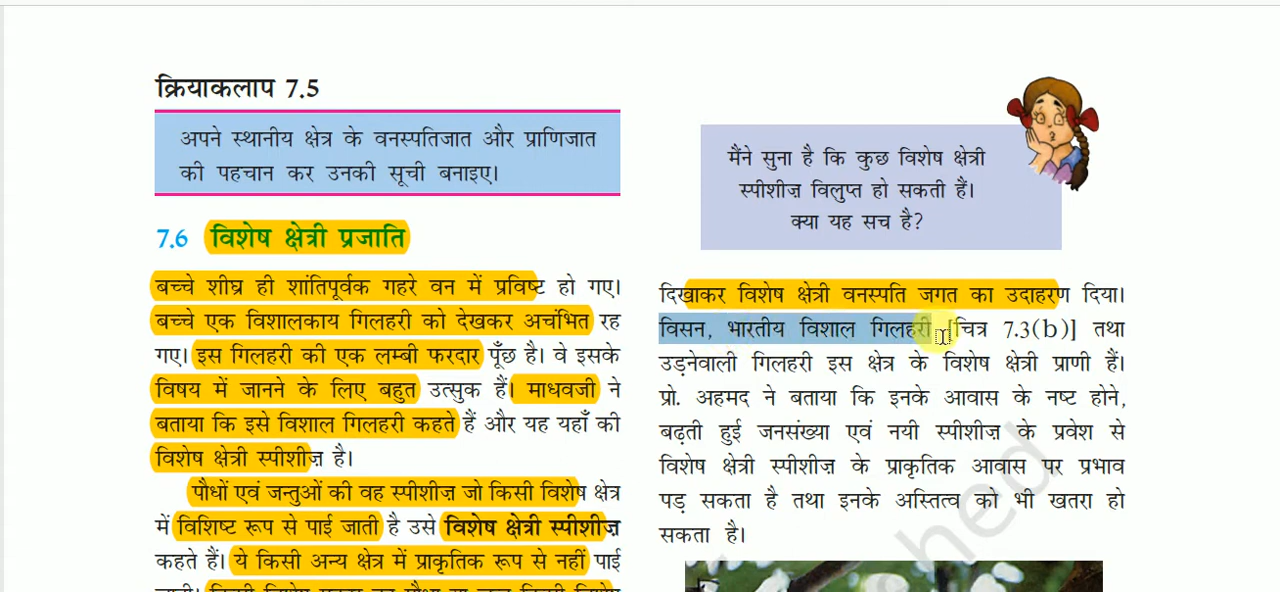 क्रियाकलाप 7.5
अपने स्थानीय क्षेत्र के वनस्पतिजात और प्राणिजात
की पहचान कर उनकी सूची बनाइए।
7.6 विशेष क्षेत्री प्रजाति
बच्चे शीघ्र ही शांतिपूर्वक गहरे वन में प्रविष्ट हो गए।
बच्चे एक विशालकाय गिलहरी को देखकर अचंभित रह
गए। इस गिलहरी की एक लम्बी फरदार पूँछ है। वे इसके
विषय में जानने के लिए बहुत उत्सुक हैं। माधवजी ने
बताया कि इसे विशाल गिलहरी कहते हैं और यह यहाँ की
विशेष क्षेत्री स्पीशीज़ है।
पौधों एवं जन्तुओं की वह स्पीशीज़ जो किसी विशेष क्षेत्र
में विशिष्ट रूप से पाई जाती है उसे विशेष क्षेत्री स्पीशीज़
कहते हैं। ये किसी अन्य क्षेत्र में प्राकृतिक रूप से नहीं पाई
मैंने सुना है कि कुछ विशेष क्षेत्री
स्पीशीज़ विलुप्त हो सकती हैं।
क्या यह सच है?
दिखाकर विशेष क्षेत्री वनस्पति जगत का उदाहरण दिया।
विसन, भारतीय विशाल गिलहरी [चित्र 7.3(b)] तथा
उड़नेवाली गिलहरी इस क्षेत्र के विशेष क्षेत्री प्राणी हैं।
प्रो. अहमद ने बताया कि इनके आवास के नष्ट होने,
बढ़ती हुई जनसंख्या एवं नयी स्पीशीज़ के प्रवेश से
विशेष क्षेत्री स्पीशीज़ के प्राकृतिक आवास पर प्रभाव
पड़ सकता है तथा इनके अस्तित्व को भी खतरा हो
सकता है।